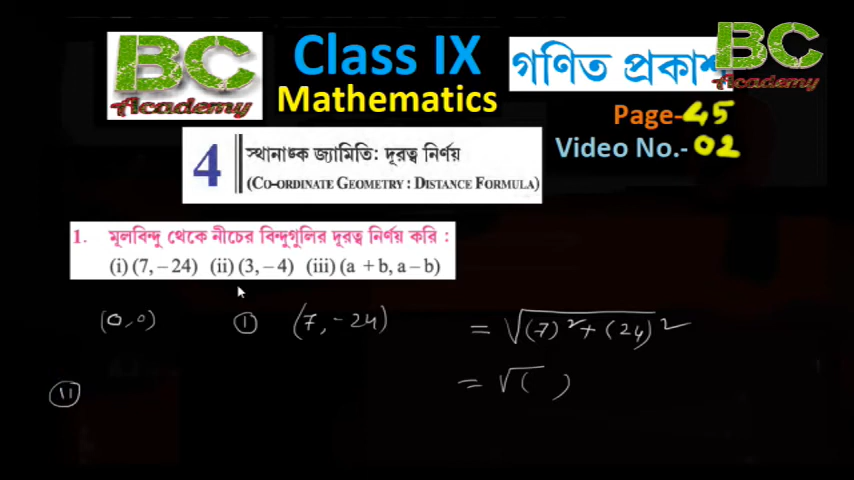 BC Academy
Class IX
Mathematics
গণিত প্রকাশ
BC Academy
Page-45
Video No.- 02
4 স্থানাঙ্ক জ্যামিতি: দূরত্ব নির্ণয়
(CO-ORDINATE GEOMETRY : DISTANCE FORMULA)
1. মূলবিন্দু থেকে নীচের বিন্দুগুলির দূরত্ব নির্ণয় করি :
(i) (7, – 24) (ii) (3, – 4) (iii) (a + b, a – b)
(0,0) (i) (7, -24) = √(7)² + (24)²
(ii) = √( )